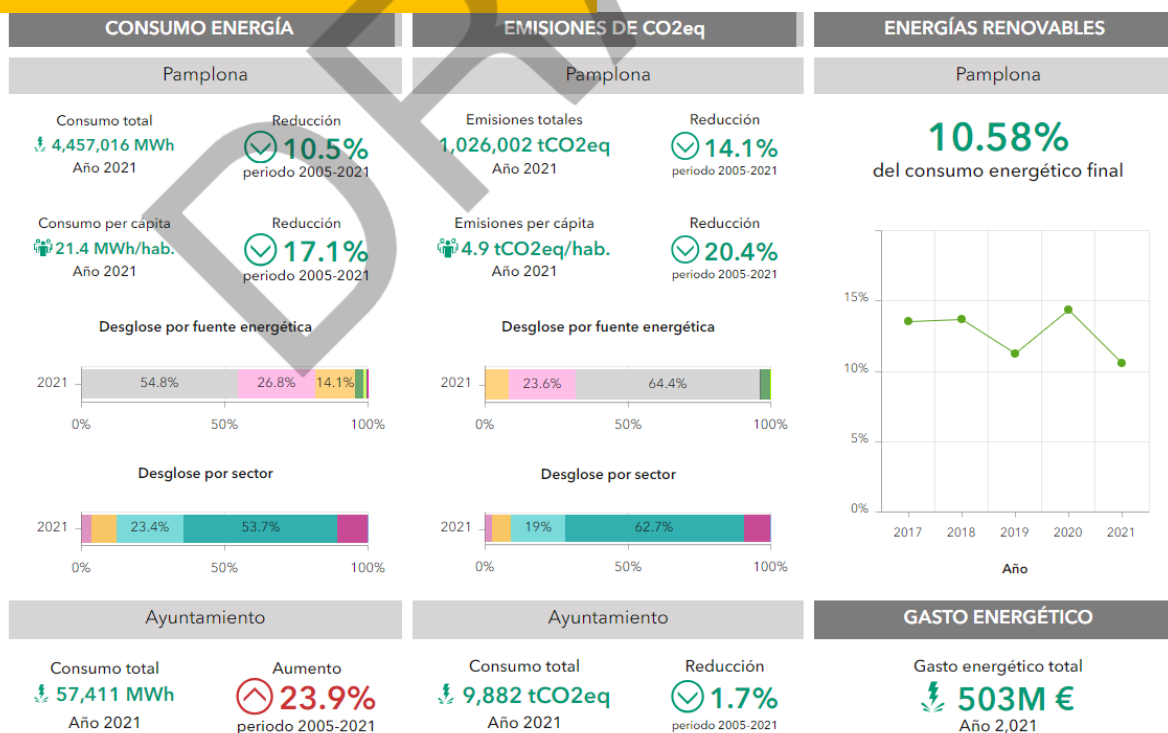 CONSUMO ENERGÍA
Pamplona
Consumo total
4,457,016 MWh
Año 2021
Reducción
10.5%
periodo 2005-2021
Consumo per cápita
21.4 MWh/hab.
Año 2021
Reducción
17.1%
periodo 2005-2021
Desglose por fuente energética
2021
54.8%
26.8%
14.1%
0%
50%
100%
Desglose por sector
2021
23.4%
53.7%
0%
50%
100%
Ayuntamiento
Consumo total
57,411 MWh
Año 2021
Aumento
23.9%
periodo 2005-2021
EMISIONES DE CO2eq
Pamplona
Emisiones totales
1,026,002 tCO2eq
Año 2021
Reducción
14.1%
periodo 2005-2021
Emisiones per cápita
4.9 tCO2eq/hab.
Año 2021
Reducción
20.4%
periodo 2005-2021
Desglose por fuente energética
2021
23.6%
64.4%
0%
50%
100%
Desglose por sector
2021
19%
62.7%
0%
50%
100%
Ayuntamiento
Consumo total
9,882 tCO2eq
Año 2021
Reducción
1.7%
periodo 2005-2021
ENERGÍAS RENOVABLES
Pamplona
10.58%
del consumo energético final
15%
10%
5%
0%
2017
2018
2019
2020
2021
Año
GASTO ENERGÉTICO
Gasto energético total
503M €
Año 2,021